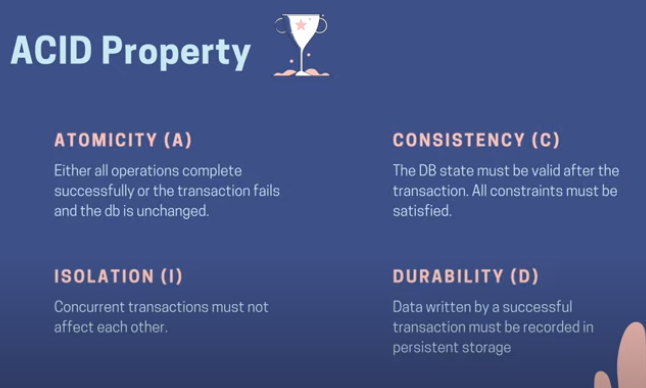 ACID Property
ATOMICITY (A)
Either all operations complete
successfully or the transaction fails
and the db is unchanged.
CONSISTENCY (C)
The DB state must be valid after the
transaction. All constraints must be
satisfied.
ISOLATION (I)
Concurrent transactions must not
affect each other.
DURABILITY (D)
Data written by a successful
transaction must be recorded in
persistent storage